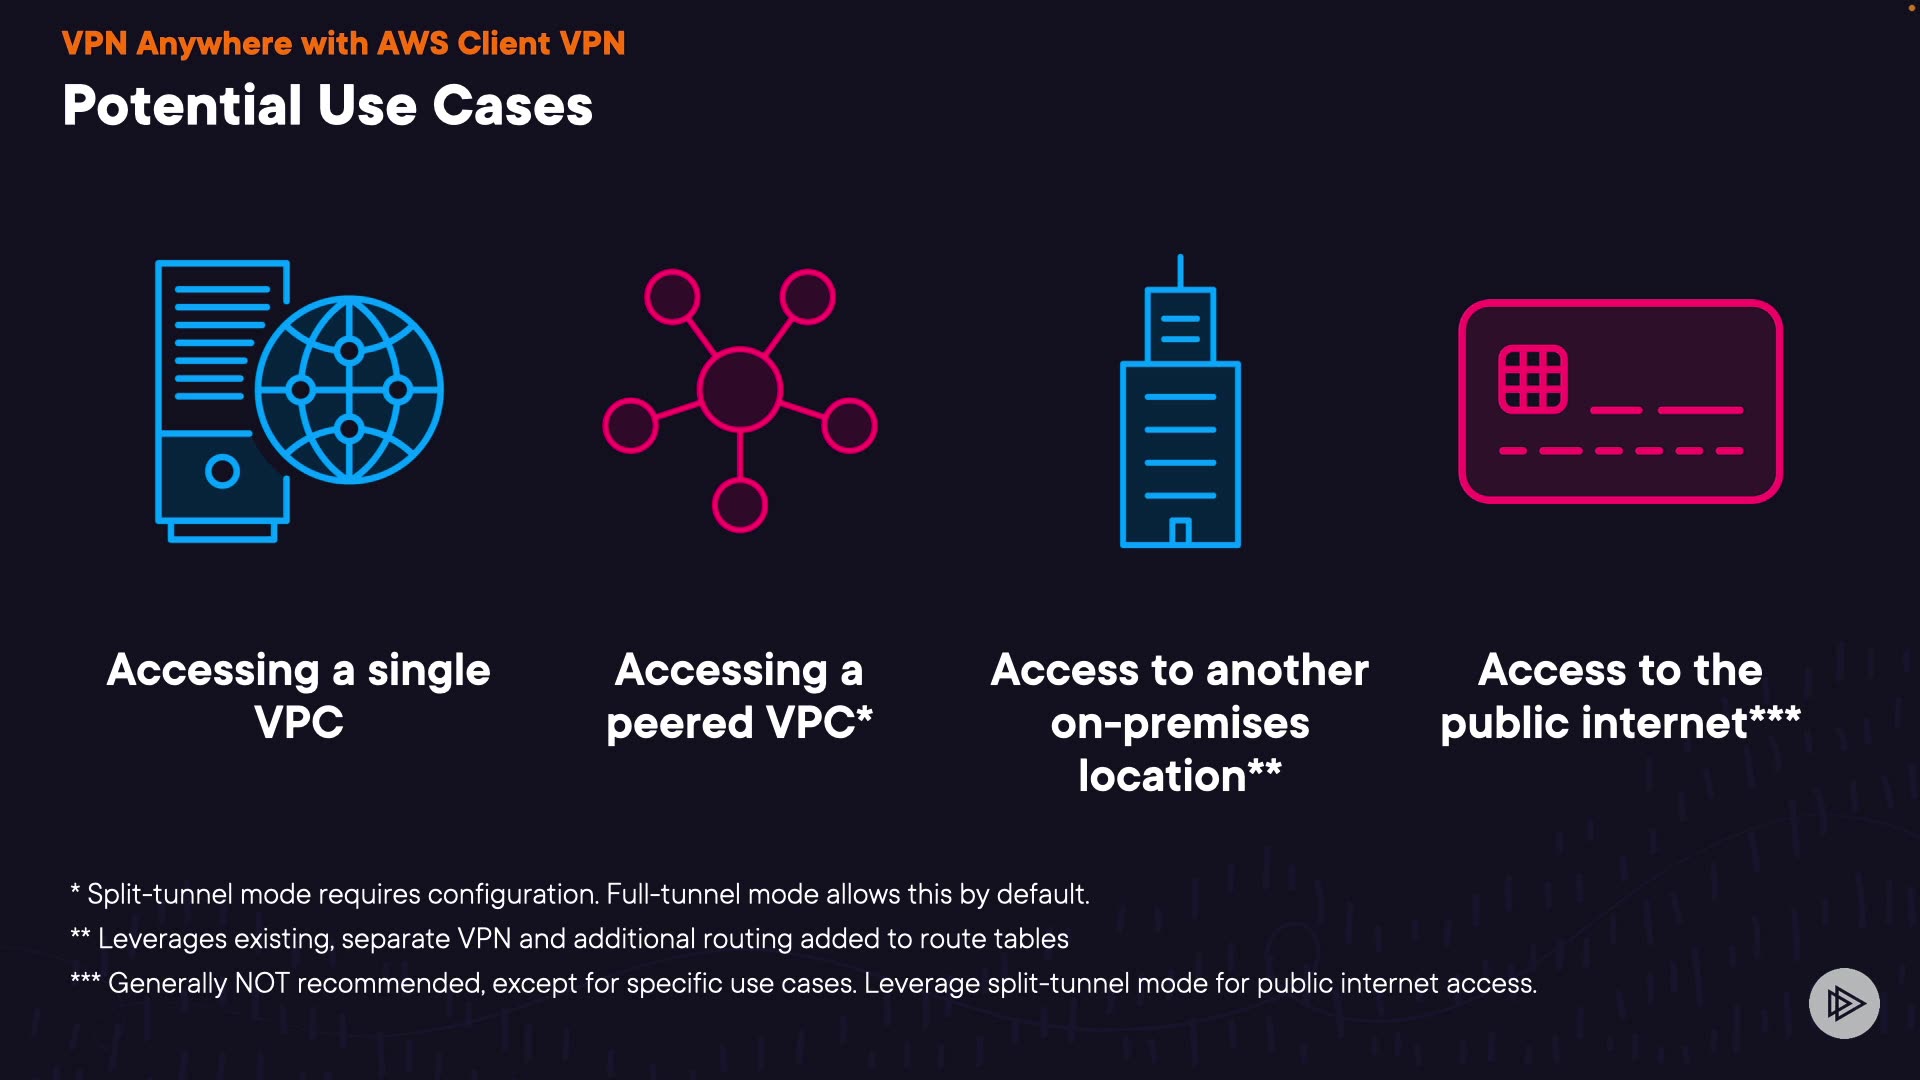 VPN Anywhere with AWS Client VPN
Potential Use Cases
Accessing a single
VPC
Accessing a
peered VPC*
Access to another
on-premises
location**
Access to the
public internet***
* Split-tunnel mode requires configuration. Full-tunnel mode allows this by default.
** Leverages existing, separate VPN and additional routing added to route tables
*** Generally NOT recommended, except for specific use cases. Leverage split-tunnel mode for public internet access.